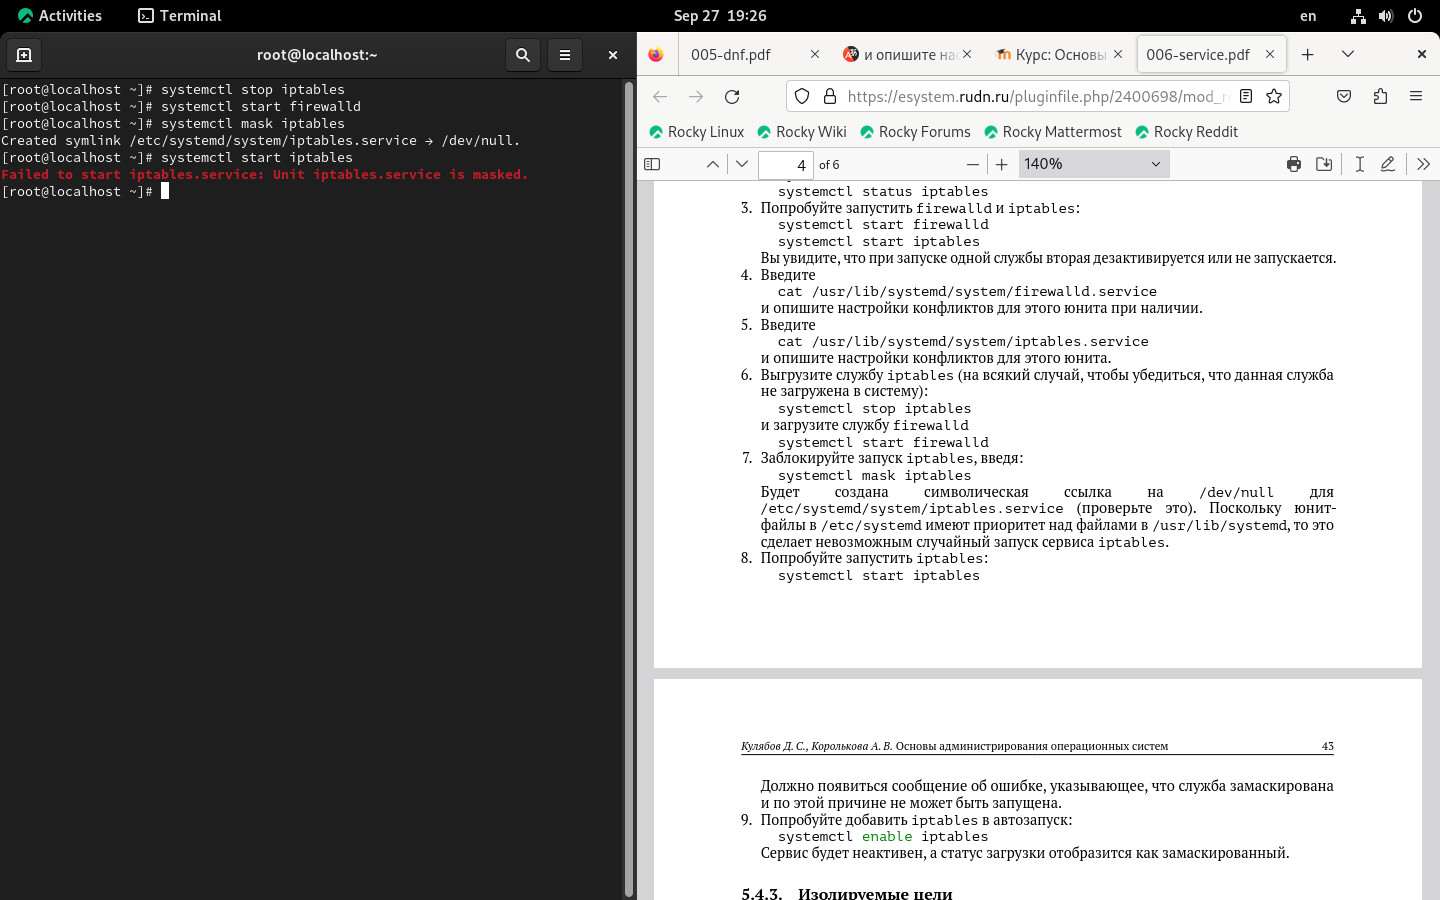 Activities Terminal Sep 27 19:26 en
root@localhost:~
[root@localhost ~]# systemctl stop iptables
[root@localhost ~]# systemctl start firewalld
[root@localhost ~]# systemctl mask iptables
Created symlink /etc/systemd/system/iptables.service → /dev/null.
[root@localhost ~]# systemctl start iptables
Failed to start iptables.service: Unit iptables.service is masked.
[root@localhost ~]#
005-dnf.pdf и опишите на Курс: Основы 006-service.pdf
https://esystem.rudn.ru/pluginfile.php/2400698/mod_r
Rocky Linux Rocky Wiki Rocky Forums Rocky Mattermost Rocky Reddit
4 of 6 140%
systemctl status iptables
3. Попробуйте запустить firewalld и iptables:
systemctl start firewalld
systemctl start iptables
Вы увидите, что при запуске одной службы вторая дезактивируется или не запускается.
4. Введите
cat /usr/lib/systemd/system/firewalld.service
и опишите настройки конфликтов для этого юнита при наличии.
5. Введите
cat /usr/lib/systemd/system/iptables.service
и опишите настройки конфликтов для этого юнита.
6. Выгрузите службу iptables (на всякий случай, чтобы убедиться, что данная служба
не загружена в систему):
systemctl stop iptables
и загрузите службу firewalld
systemctl start firewalld
7. Заблокируйте запуск iptables, введя:
systemctl mask iptables
Будет создана символическая ссылка на /dev/null для
/etc/systemd/system/iptables.service (проверьте это). Поскольку юнит-
файлы в /etc/systemd имеют приоритет над файлами в /usr/lib/systemd, то это
сделает невозможным случайный запуск сервиса iptables.
8. Попробуйте запустить iptables:
systemctl start iptables
Кулябов Д. С., Королькова А. В. Основы администрирования операционных систем 43
Должно появиться сообщение об ошибке, указывающее, что служба замаскирована
и по этой причине не может быть запущена.
9. Попробуйте добавить iptables в автозапуск:
systemctl enable iptables
Сервис будет неактивен, а статус загрузки отобразится как замаскированный.
5.4.3. Изолируемые цели